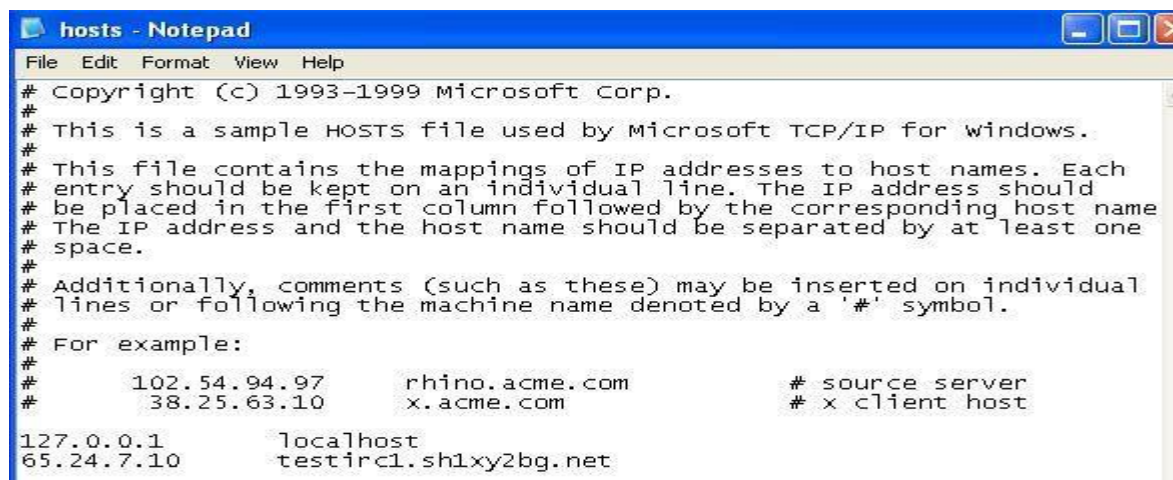 hosts - Notepad
File Edit Format View Help
# Copyright (c) 1993-1999 Microsoft Corp.
#
# This is a sample HOSTS file used by Microsoft TCP/IP for Windows.
#
# This file contains the mappings of IP addresses to host names. Each
# entry should be kept on an individual line. The IP address should
# be placed in the first column followed by the corresponding host name
# The IP address and the host name should be separated by at least one
# space.
#
# Additionally, comments (such as these) may be inserted on individual
# lines or following the machine name denoted by a '#' symbol.
#
# For example:
#
# 102.54.94.97 rhino.acme.com # source server
# 38.25.63.10 x.acme.com # x client host
127.0.0.1 localhost
65.24.7.10 testirc1.sh1xy2bg.net